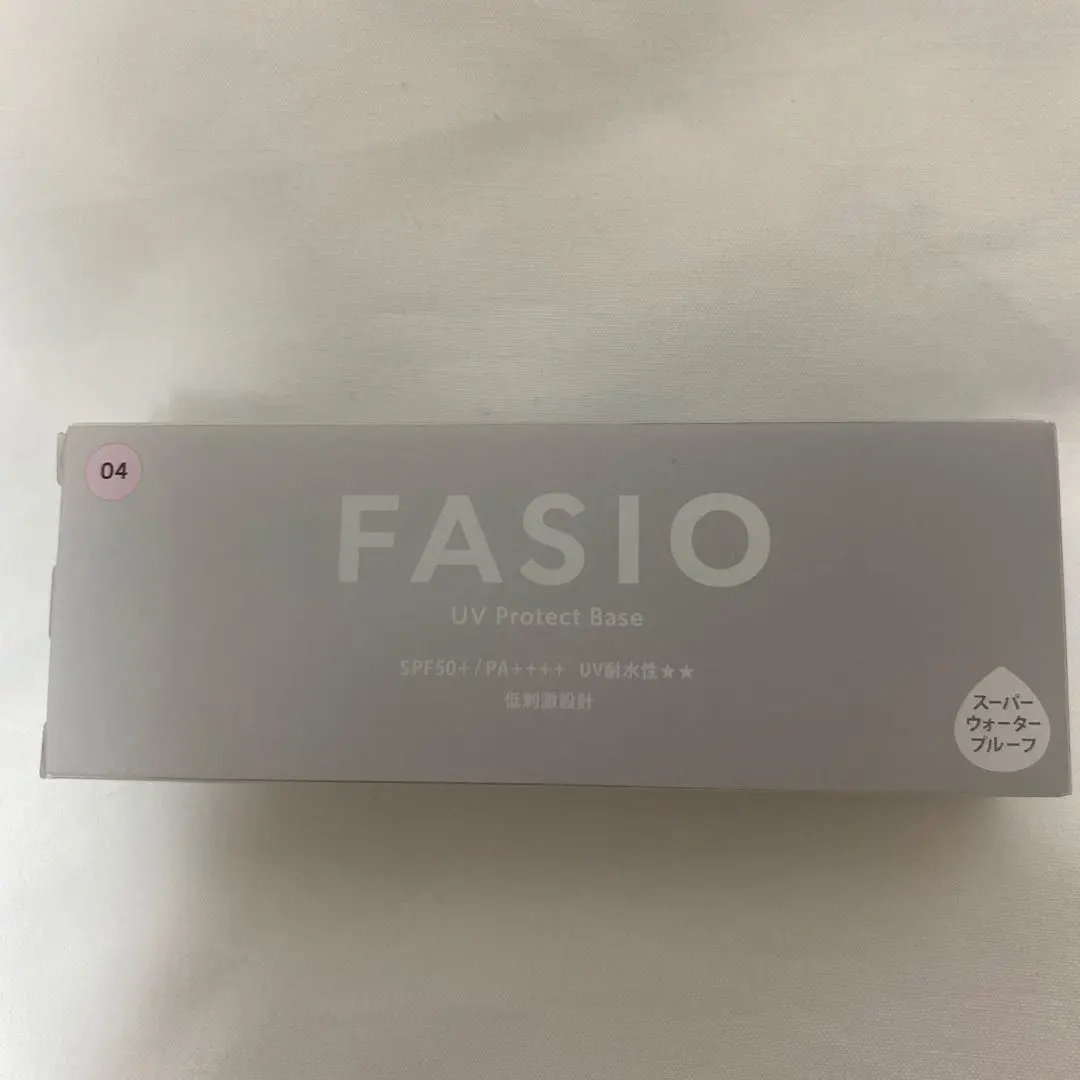 04
FASIO
UV Protect Base
SPF50+/PA++++ UV耐水性★★
低刺激設計
スーパー
ウォーター
プルーフ